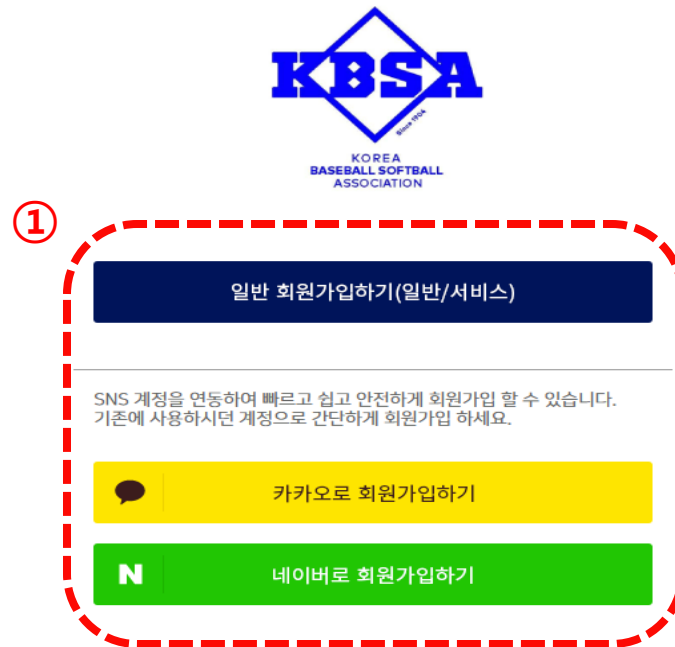 KBSA
Since 1904
KOREA
BASEBALL SOFTBALL
ASSOCIATION
①
일반 회원가입하기(일반/서비스)
SNS 계정을 연동하여 빠르고 쉽고 안전하게 회원가입 할 수 있습니다.
기존에 사용하시던 계정으로 간단하게 회원가입 하세요.
카카오로 회원가입하기
N 네이버로 회원가입하기